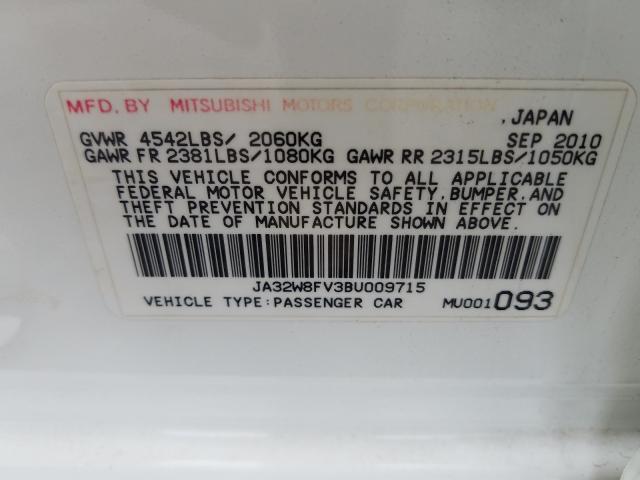 MFD. BY MITSUBISHI MOTORS CORPORATION
, JAPAN
GVWR 4542LBS/ 2060KG SEP 2010
GAWR FR 2381LBS/1080KG GAWR RR 2315LBS/1050KG
THIS VEHICLE CONFORMS TO ALL APPLICABLE
FEDERAL MOTOR VEHICLE SAFETY, BUMPER, AND
THEFT PREVENTION STANDARDS IN EFFECT ON
THE DATE OF MANUFACTURE SHOWN ABOVE.
JA32W8FV3BU009715
VEHICLE TYPE: PASSENGER CAR MU001 093